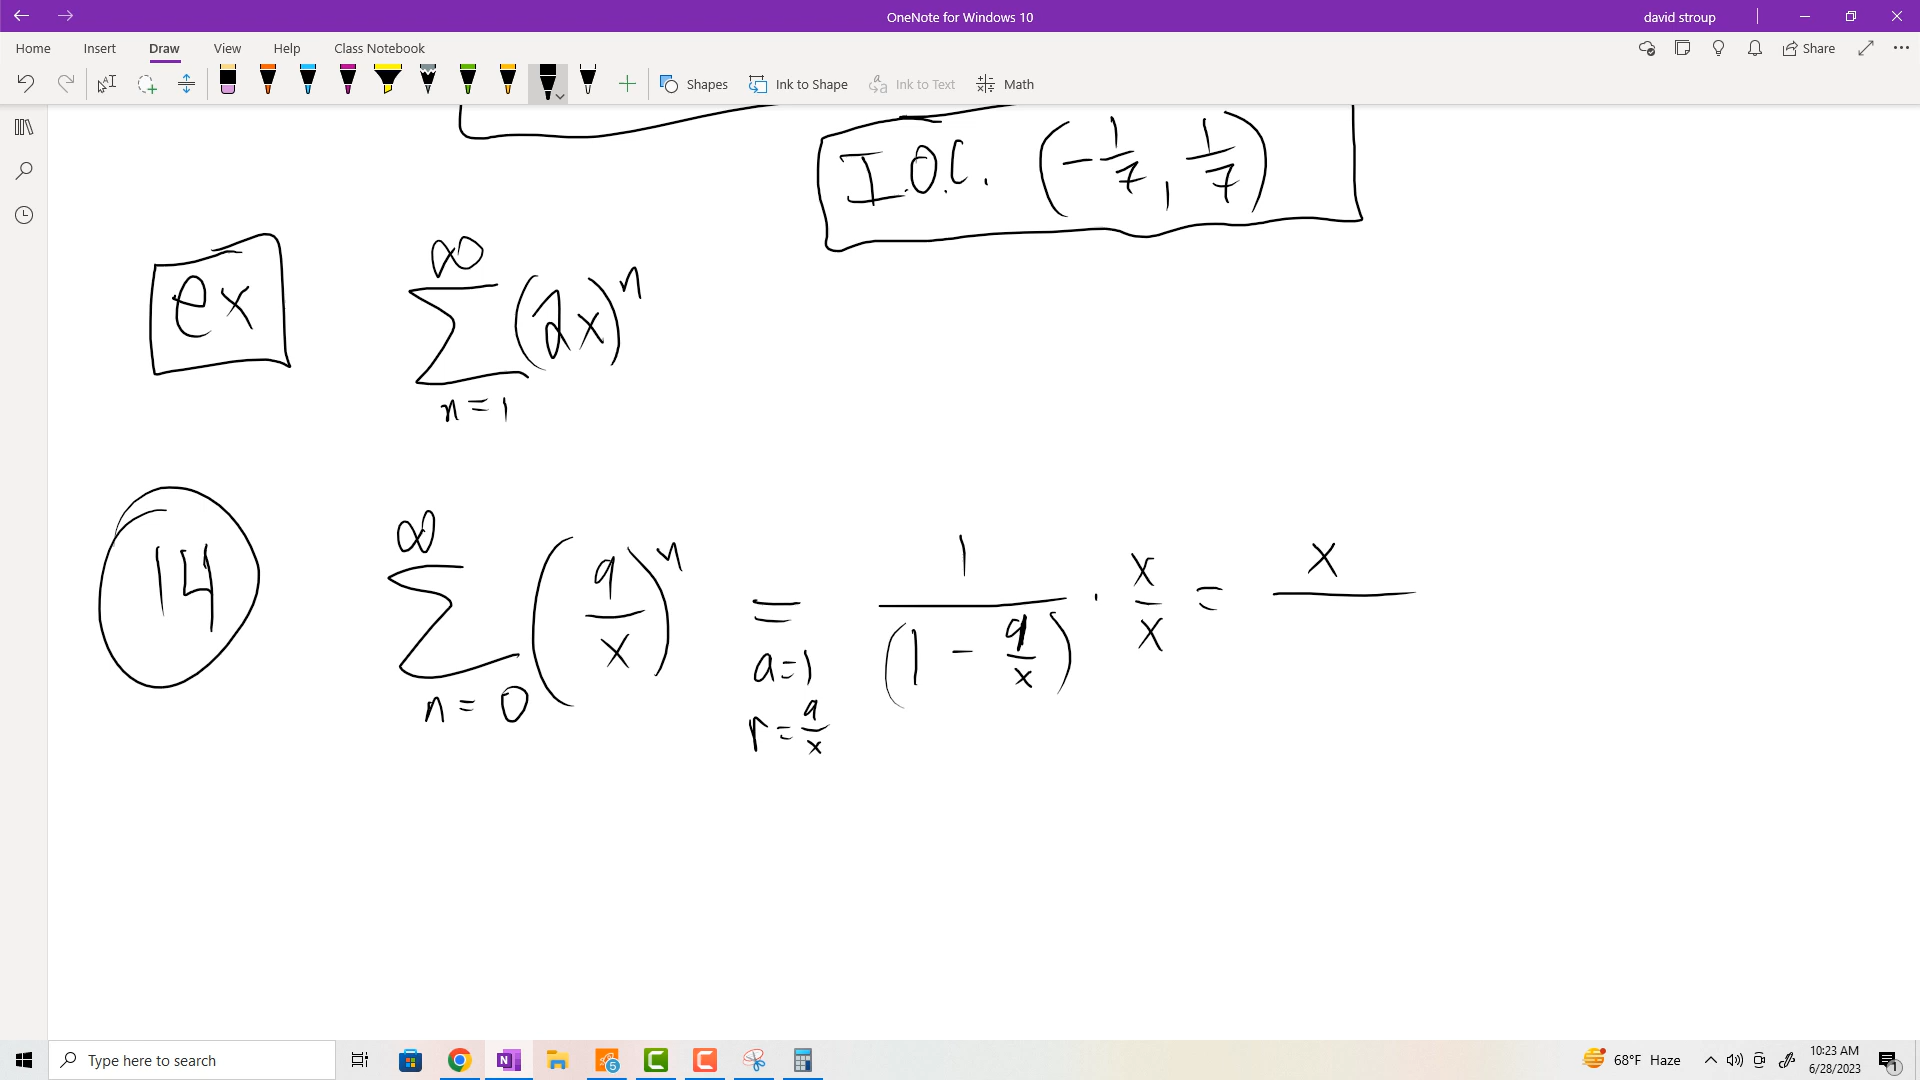 OneNote for Windows 10
david stroup
Home Insert Draw View Help Class Notebook
Share
Shapes Ink to Shape Ink to Text Math
I.O.C. (-1/7, 1/7)
ex
∞
∑ (2x)^n
n = 1
14
∞
∑ (9/x)^n = 1/(1 - 9/x) · x/x = x/
n = 0
a = 1
r = 9/x
Type here to search
68°F Haze
10:23 AM
6/28/2023